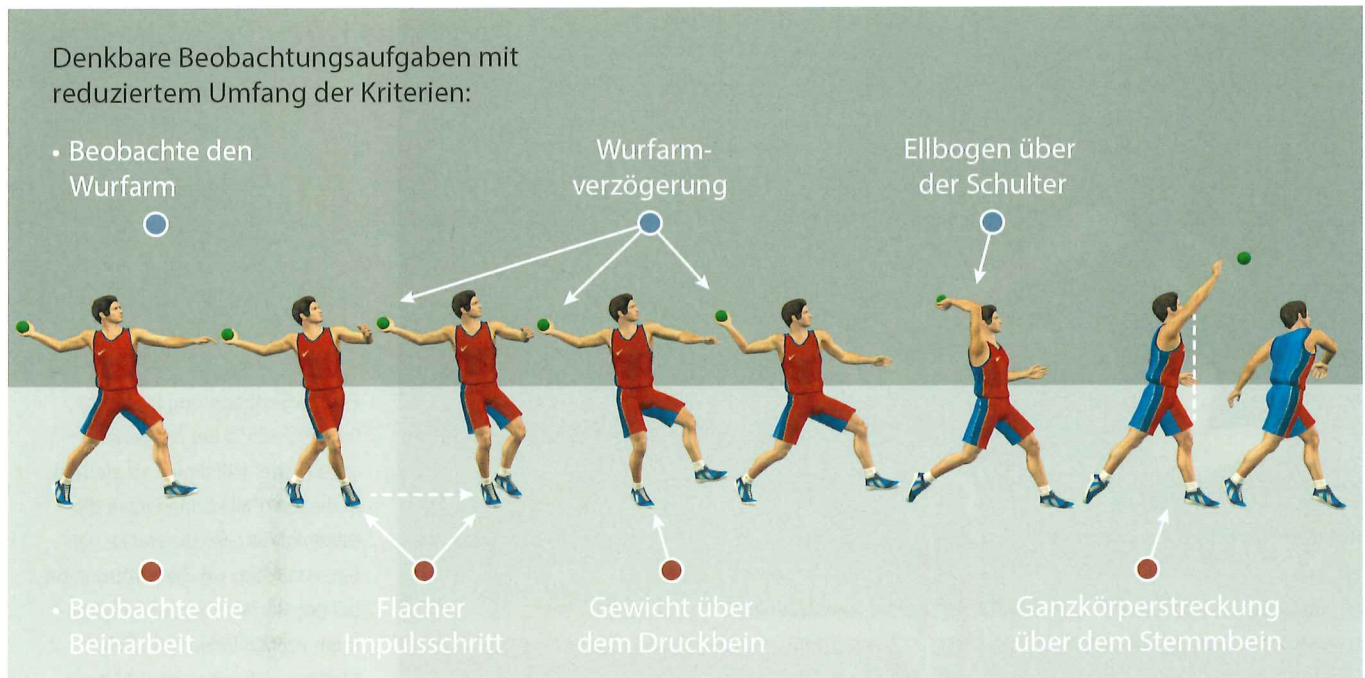 Denkbare Beobachtungsaufgaben mit
reduziertem Umfang der Kriterien:
• Beobachte den
Wurfarm
Wurfarm-
verzögerung
Ellbogen über
der Schulter
• Beobachte die
Beinarbeit
Flacher
Impulsschritt
Gewicht über
dem Druckbein
Ganzkörperstreckung
über dem Stemmbein